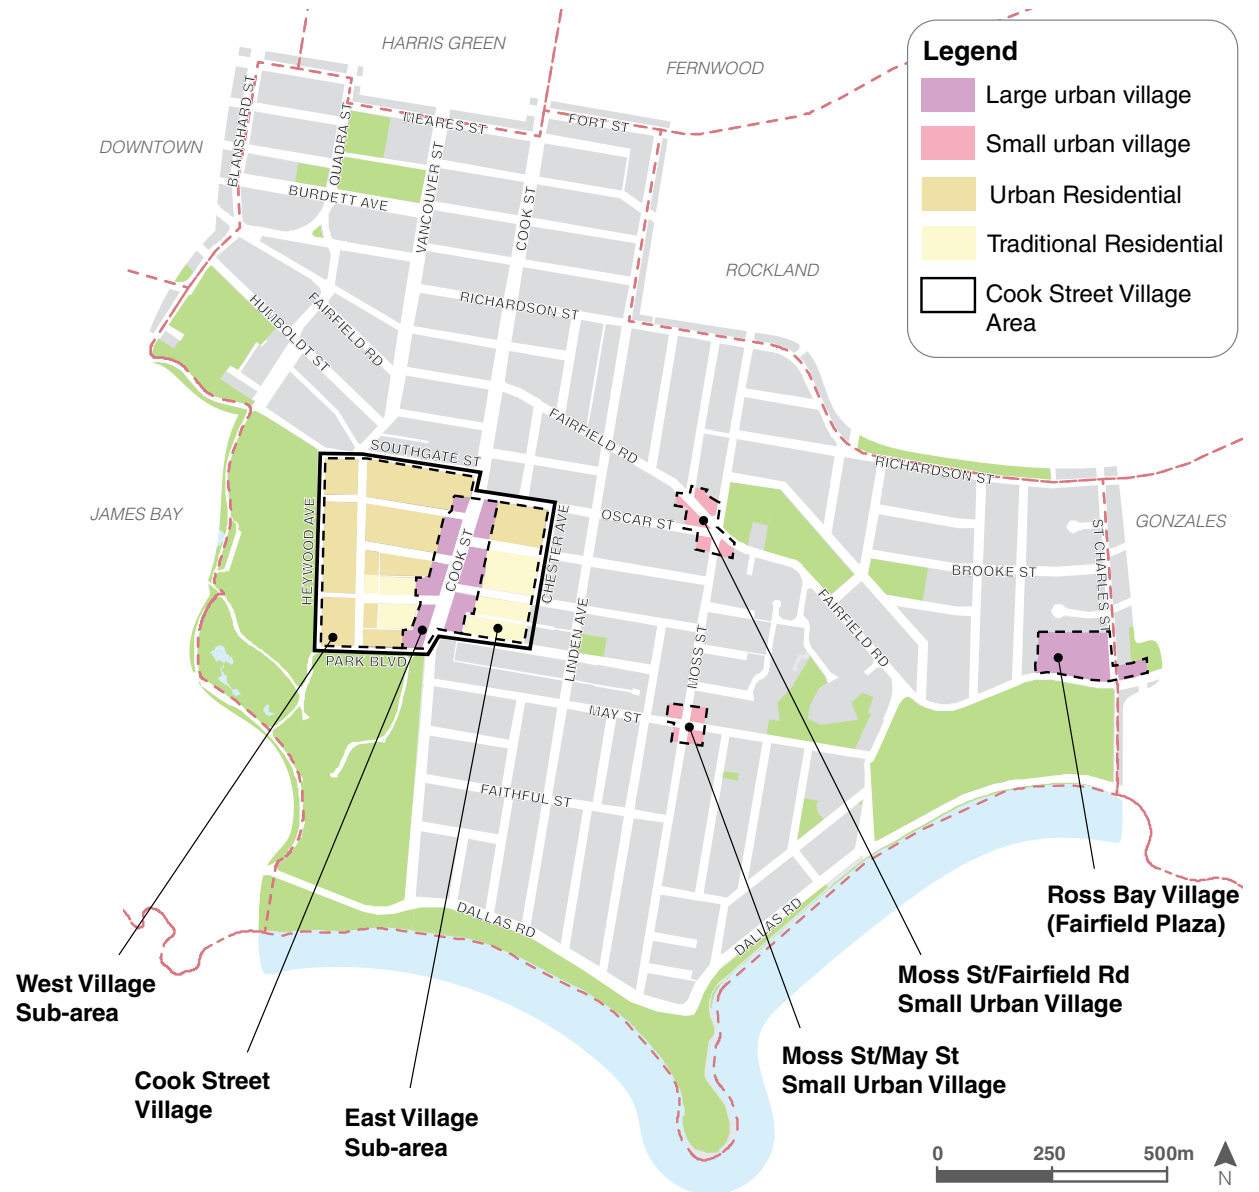 HARRIS GREEN
FERNWOOD
DOWNTOWN
ROCKLAND
JAMES BAY
GONZALES
Legend
Large urban village
Small urban village
Urban Residential
Traditional Residential
Cook Street Village
Area
BLANSHARD ST
QUADRA ST
MEARES ST
FORT ST
VANCOUVER ST
BURDETT AVE
COOK ST
RICHARDSON ST
HUMBOLDT ST
FAIRFIELD RD
FAIRFIELD RD
SOUTHGATE ST
RICHARDSON ST
HEYWOOD AVE
COOK ST
CHESTER AVE
OSCAR ST
ST CHARLES ST
BROOKE ST
FAIRFIELD RD
LINDEN AVE
MOSS ST
PARK BLVD
MAY ST
FAITHFUL ST
DALLAS RD
DALLAS RD
West Village
Sub-area
Cook Street
Village
East Village
Sub-area
Moss St/May St
Small Urban Village
Moss St/Fairfield Rd
Small Urban Village
Ross Bay Village
(Fairfield Plaza)
0 250 500m
N